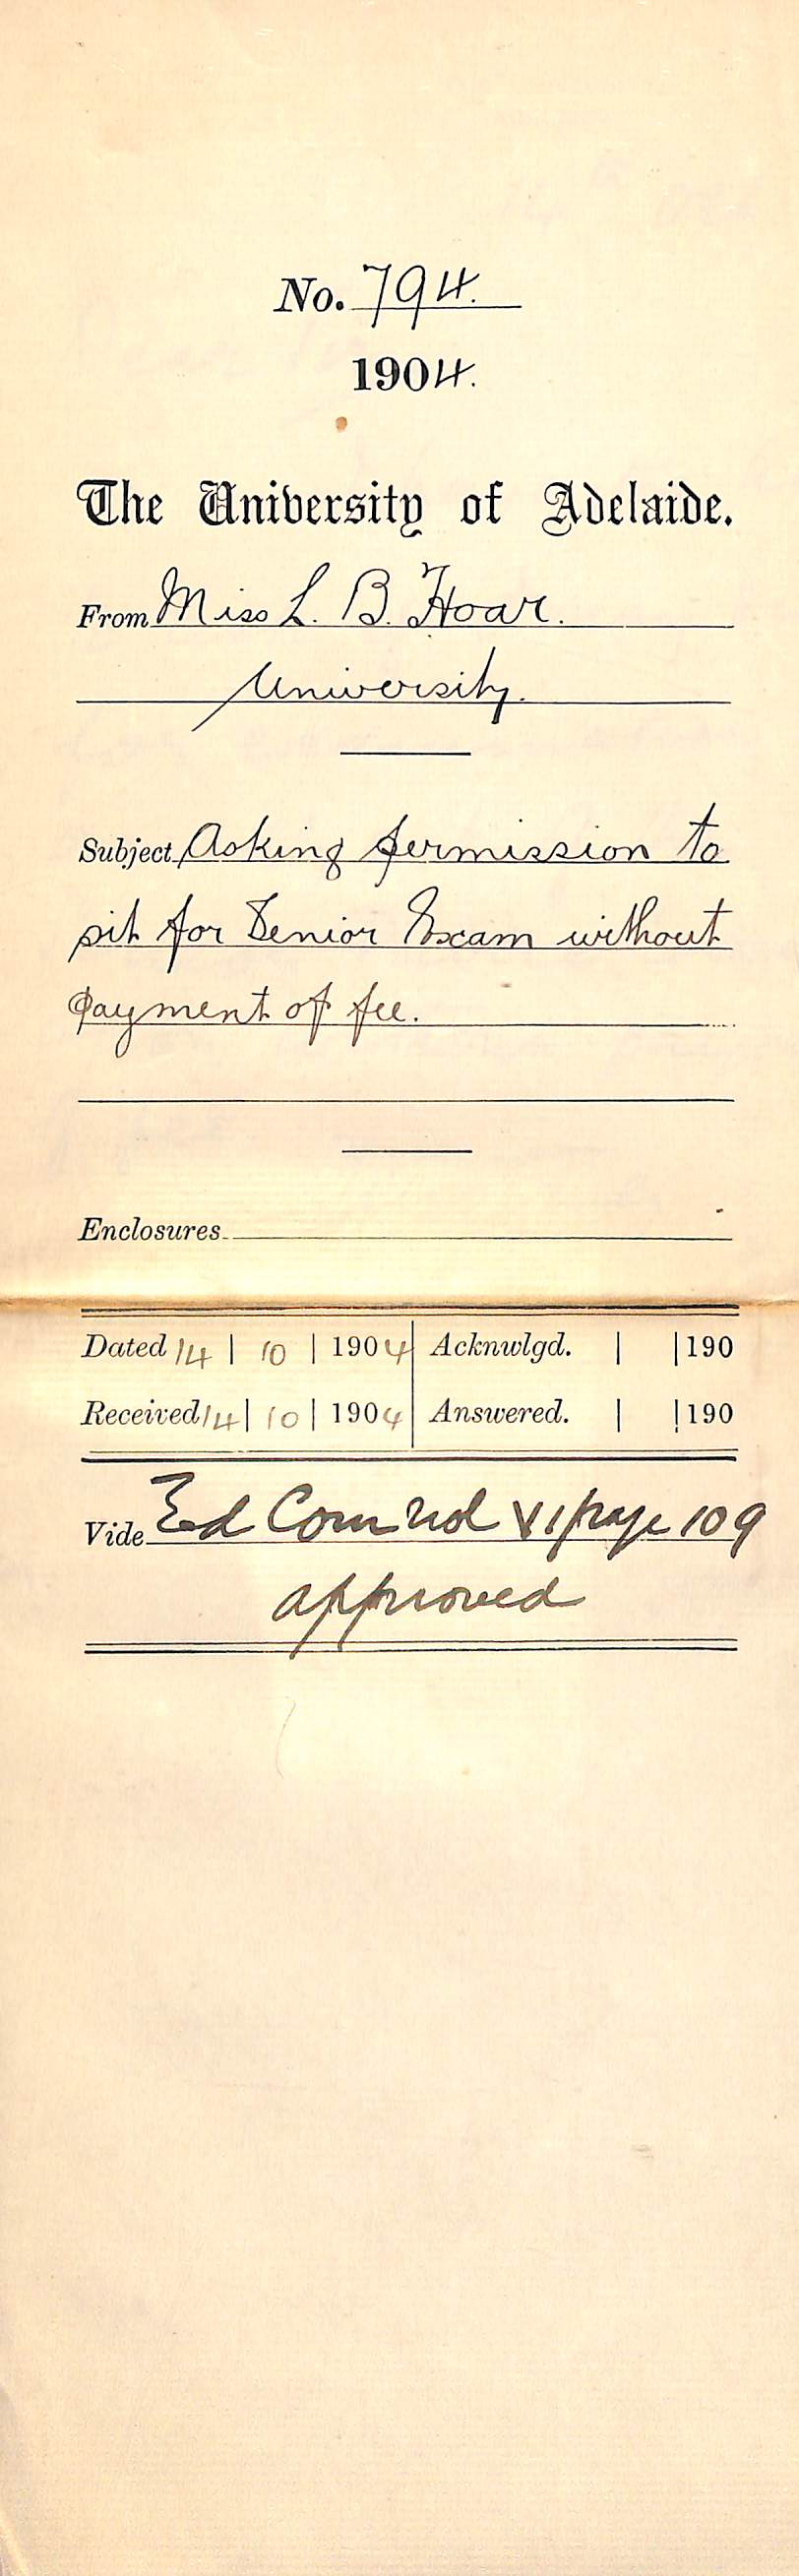 No. 794.
1904.
The University of Adelaide.
From Miss L. B. Hoar.
University.
Subject Asking permission to
sit for Senior Exam without
payment of fee.
Enclosures
Dated 14 | 10 | 1904 Acknwlgd. | | 190
Received 14 | 10 | 1904 Answered. | | 190
Vide Ed Com Vol VI page 109
approved